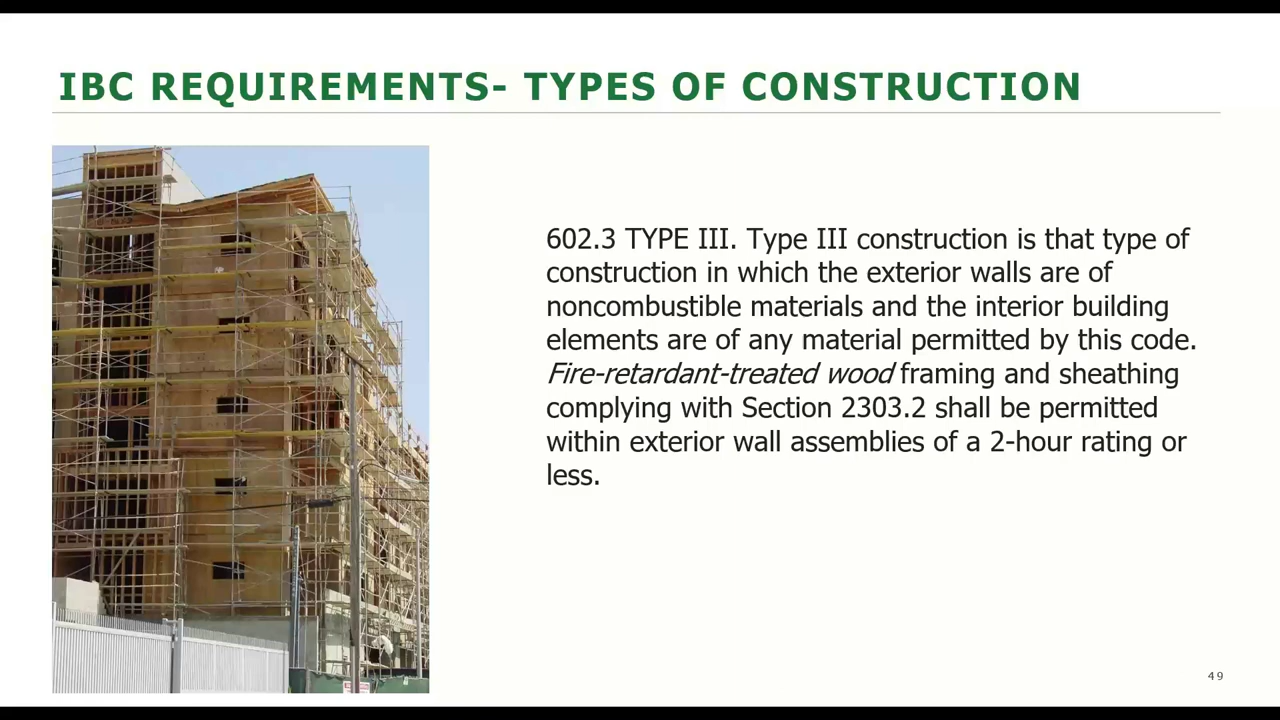 IBC REQUIREMENTS- TYPES OF CONSTRUCTION
602.3 TYPE III. Type III construction is that type of
construction in which the exterior walls are of
noncombustible materials and the interior building
elements are of any material permitted by this code.
Fire-retardant-treated wood framing and sheathing
complying with Section 2303.2 shall be permitted
within exterior wall assemblies of a 2-hour rating or
less.
49